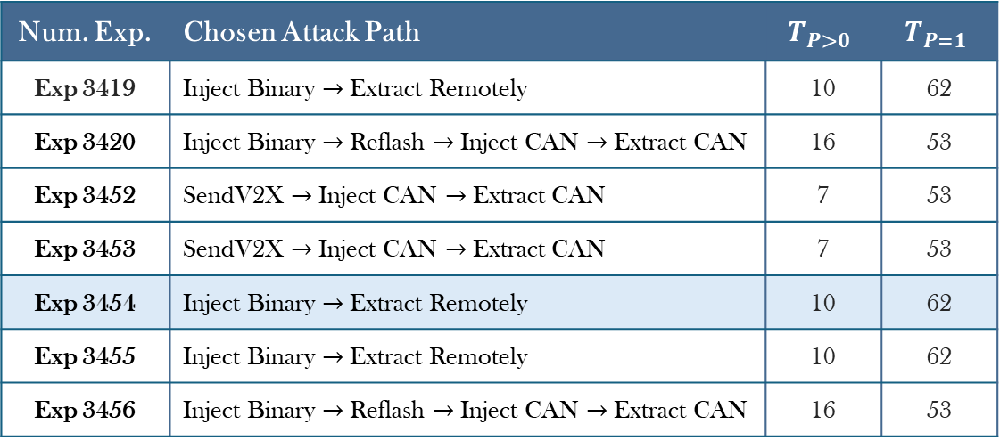 Num. Exp. Chosen Attack Path T P>0 T P=1
Exp 3419 Inject Binary → Extract Remotely 10 62
Exp 3420 Inject Binary → Reflash → Inject CAN → Extract CAN 16 53
Exp 3452 SendV2X → Inject CAN → Extract CAN 7 53
Exp 3453 SendV2X → Inject CAN → Extract CAN 7 53
Exp 3454 Inject Binary → Extract Remotely 10 62
Exp 3455 Inject Binary → Extract Remotely 10 62
Exp 3456 Inject Binary → Reflash → Inject CAN → Extract CAN 16 53